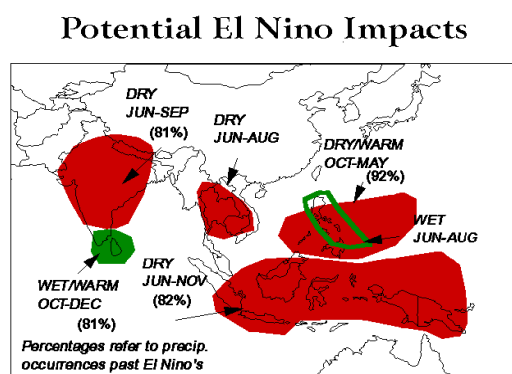 Potential El Nino Impacts
DRY
JUN-SEP
(81%)
DRY
JUN-AUG
DRY/WARM
OCT-MAY
(92%)
WET
JUN-AUG
WET/WARM
OCT-DEC
(81%)
DRY
JUN-NOV
(82%)
Percentages refer to precip.
occurrences past El Nino's